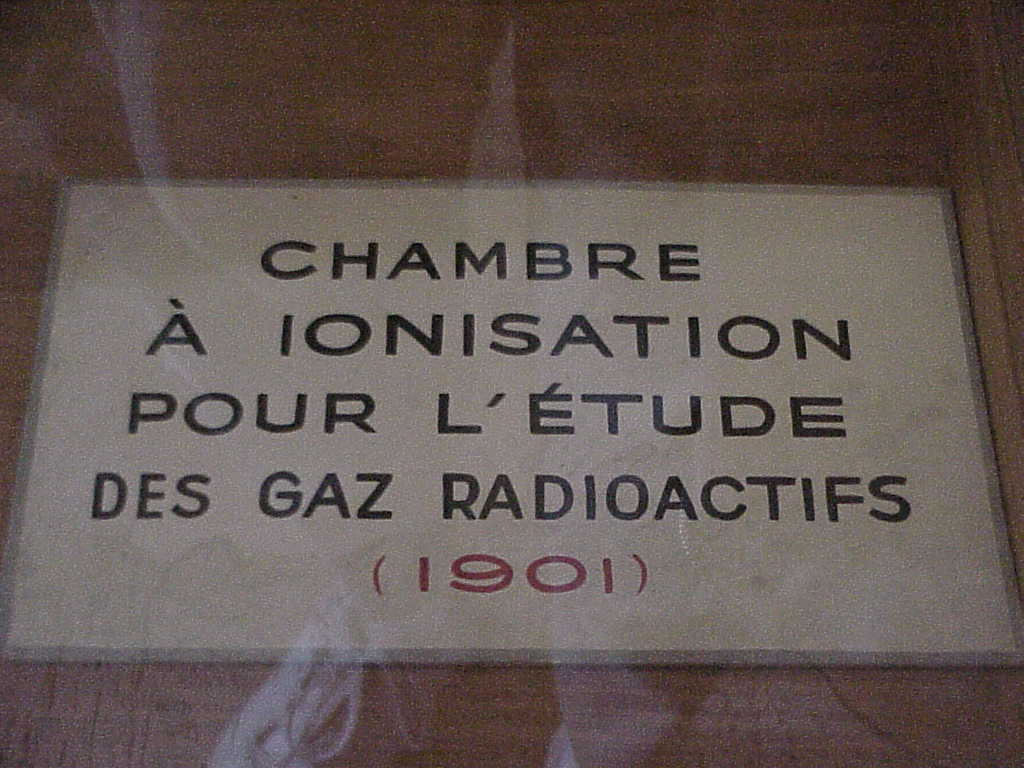 CHAMBRE
À IONISATION
POUR L'ÉTUDE
DES GAZ RADIOACTIFS
(1901)